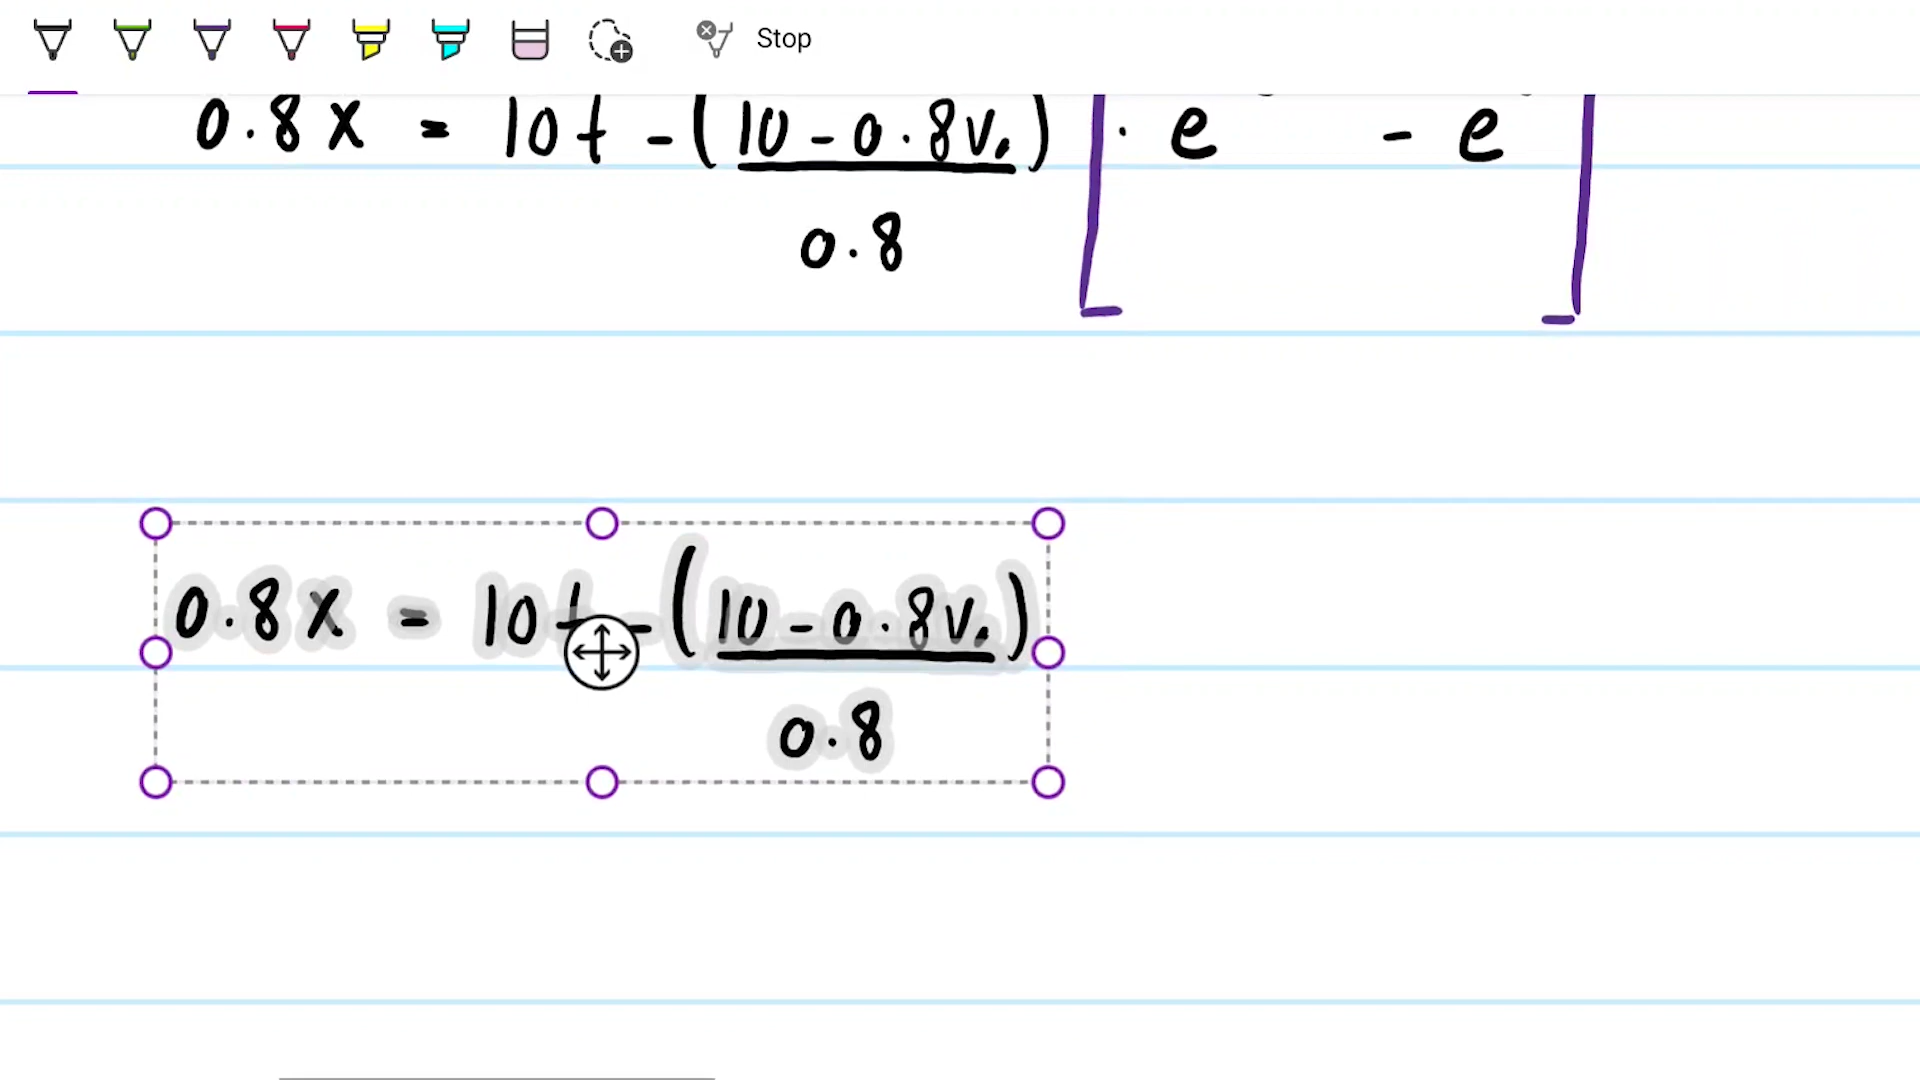 Stop
0.8x = 10t - (10 - 0.8v₀) [· e - e ]
0.8
0.8x = 10t - (10 - 0.8v₀)
0.8